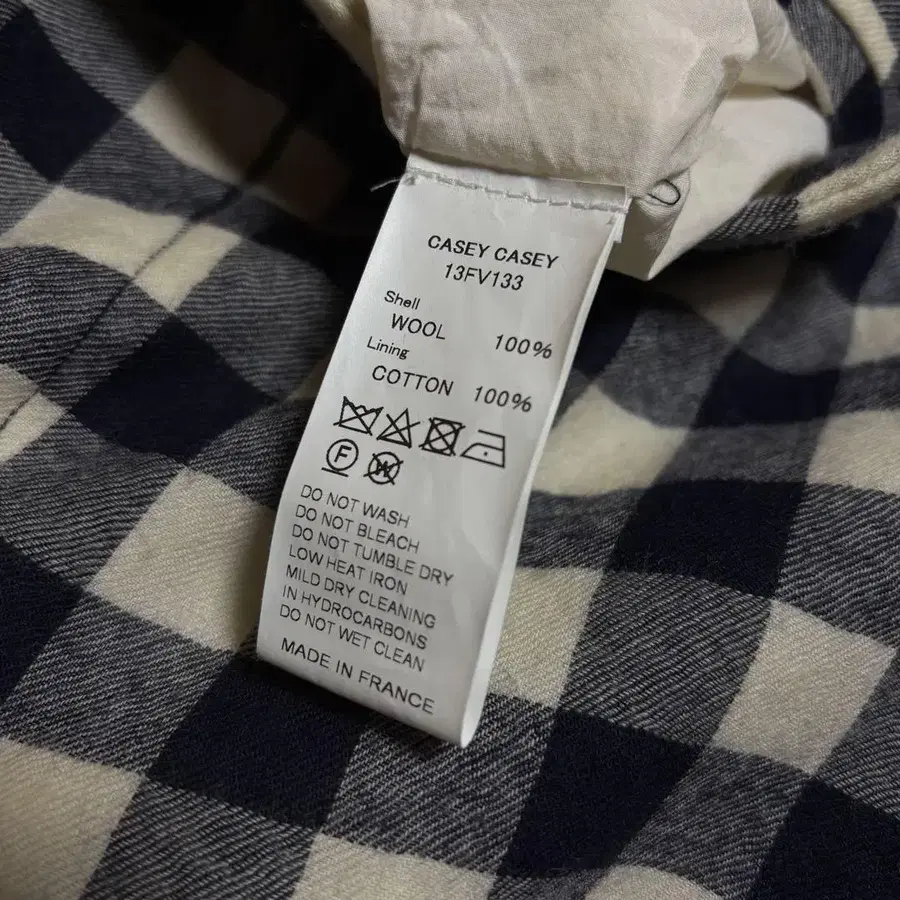 CASEY CASEY
13FV133
Shell
WOOL 100%
Lining
COTTON 100%
F
W
DO NOT WASH
DO NOT BLEACH
DO NOT TUMBLE DRY
LOW HEAT IRON
MILD DRY CLEANING
IN HYDROCARBONS
DO NOT WET CLEAN
MADE IN FRANCE